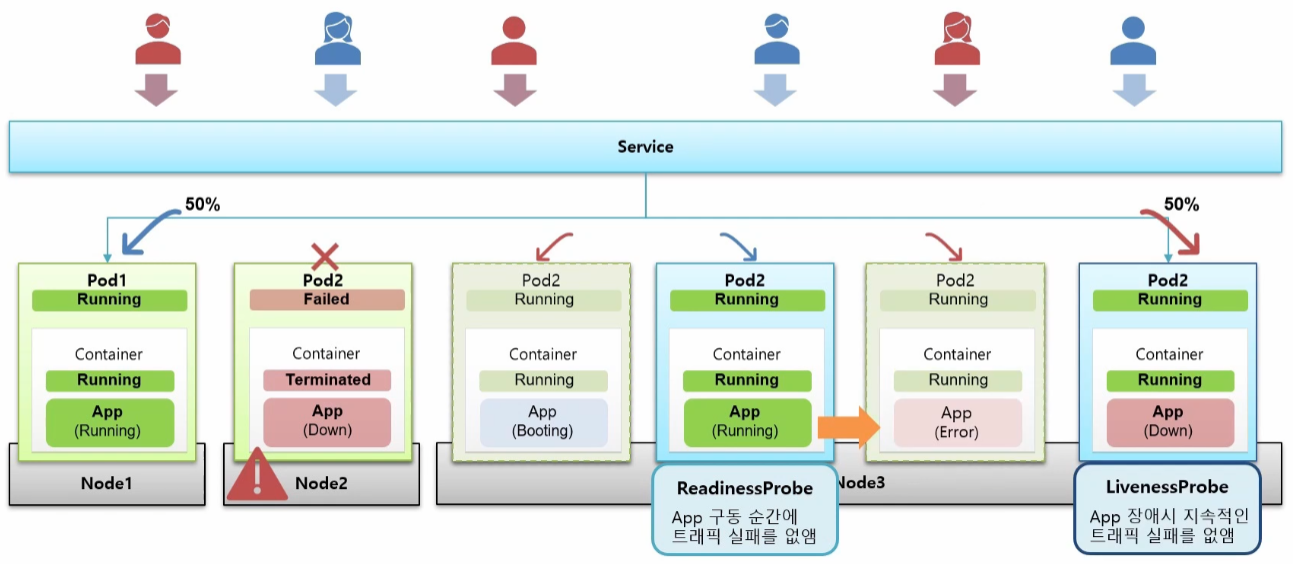 Service
50%
50%
Pod1
Running
Container
Running
App
(Running)
Node1
Pod2
Failed
Container
Terminated
App
(Down)
Node2
Pod2
Running
Container
Running
App
(Booting)
Pod2
Running
Container
Running
App
(Running)
Pod2
Running
Container
Running
App
(Error)
Node3
Pod2
Running
Container
Running
App
(Down)
ReadinessProbe
App 구동 순간에
트래픽 실패를 없앰
LivenessProbe
App 장애시 지속적인
트래픽 실패를 없앰